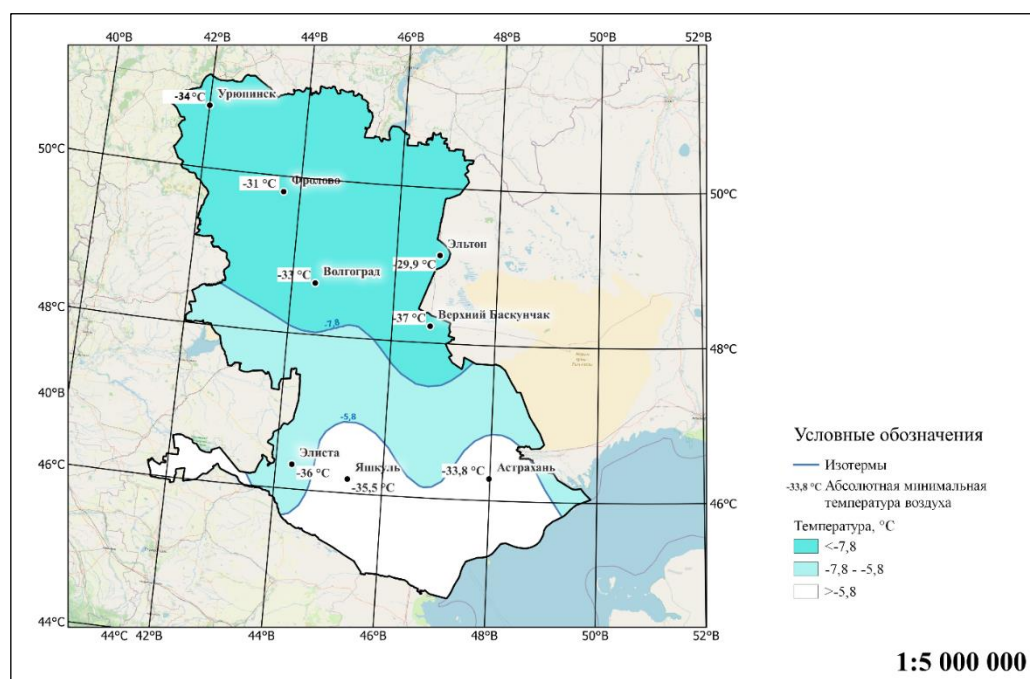 40°В 42°В 44°В 46°В 48°В 50°В 52°В
-34 °C Урюпинск
50°С
-31 °C Фролово
50°С
Эльтон
-29,9 °C
-33 °C Волгоград
48°С
-37 °C Верхний Баскунчак
-7,8
48°С
40°В
-5,8
46°С
Элиста
-36 °C
Яшкуль
-35,5 °C
-33,8 °C Астрахань
46°С
44°С
44°С 42°В 44°В 46°В 48°В 50°В 52°В
Условные обозначения
Изотермы
-33,8 °C Абсолютная минимальная
температура воздуха
Температура, °C
<-7,8
-7,8 - -5,8
>-5,8
1:5 000 000